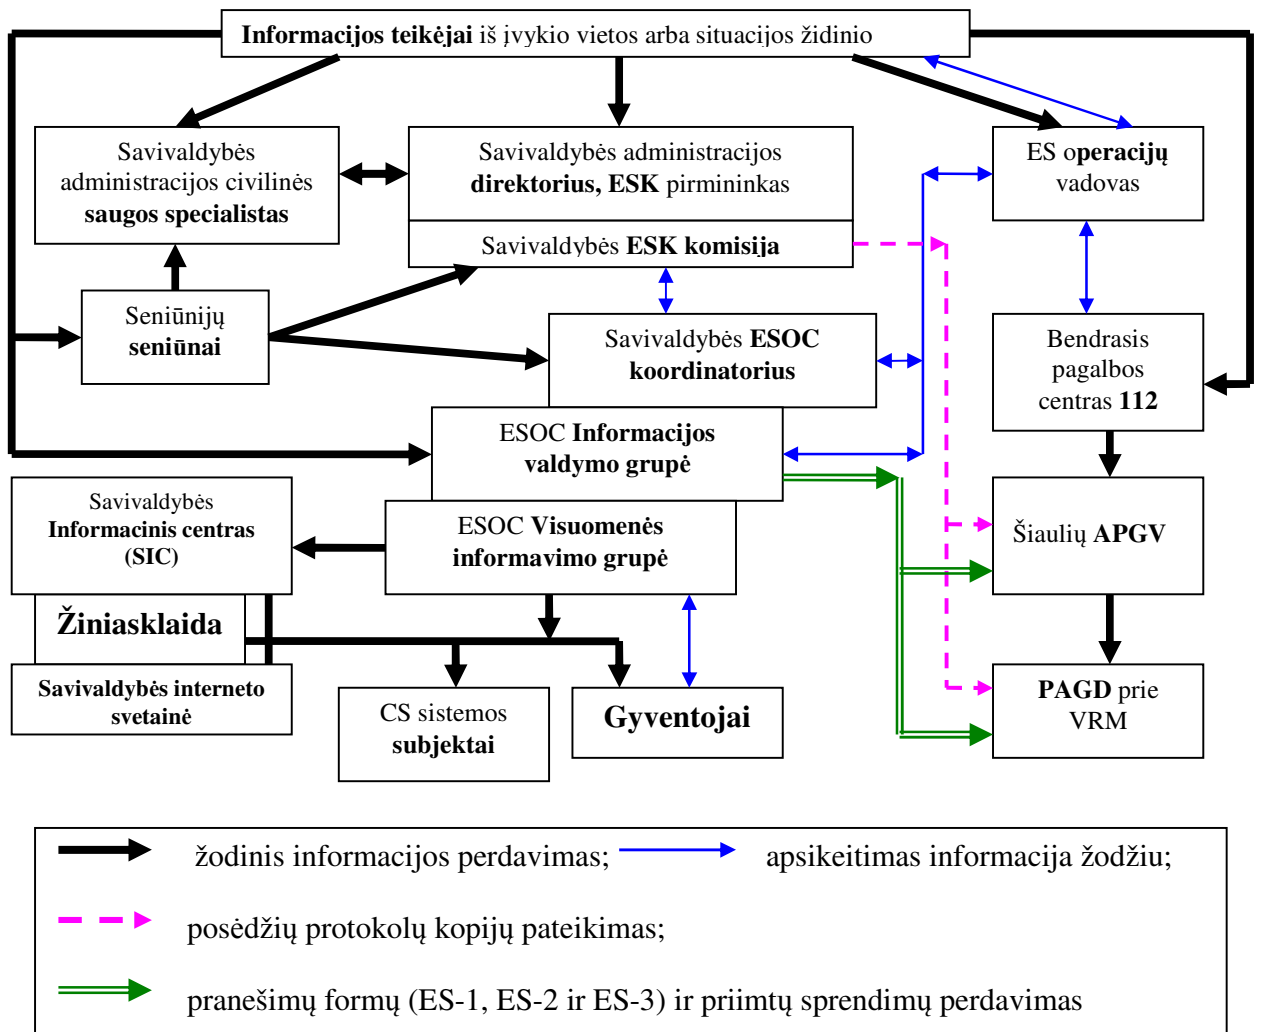 Informacijos teikėjai iš įvykio vietos arba situacijos židinio
Savivaldybės
administracijos civilinės
saugos specialistas
Savivaldybės administracijos
direktorius, ESK pirmininkas
ES operacijų
vadovas
Savivaldybės ESK komisija
Seniūnijų
seniūnai
Savivaldybės ESOC
koordinatorius
Bendrasis
pagalbos
centras 112
ESOC Informacijos
valdymo grupė
Savivaldybės
Informacinis centras
(SIC)
ESOC Visuomenės
informavimo grupė
Šiaulių APGV
Žiniasklaida
Savivaldybės interneto
svetainė
CS sistemos
subjektai
Gyventojai
PAGD prie
VRM
žodinis informacijos perdavimas;
apsikeitimas informacija žodžiu;
posėdžių protokolų kopijų pateikimas;
pranešimų formų (ES-1, ES-2 ir ES-3) ir priimtų sprendimų perdavimas